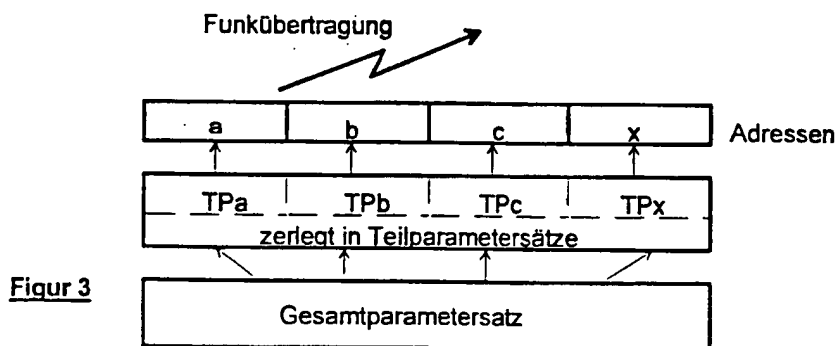 Funkübertragung
a b c x Adressen
TPa TPb TPc TPx
zerlegt in Teilparametersätze
Figur 3
Gesamtparametersatz